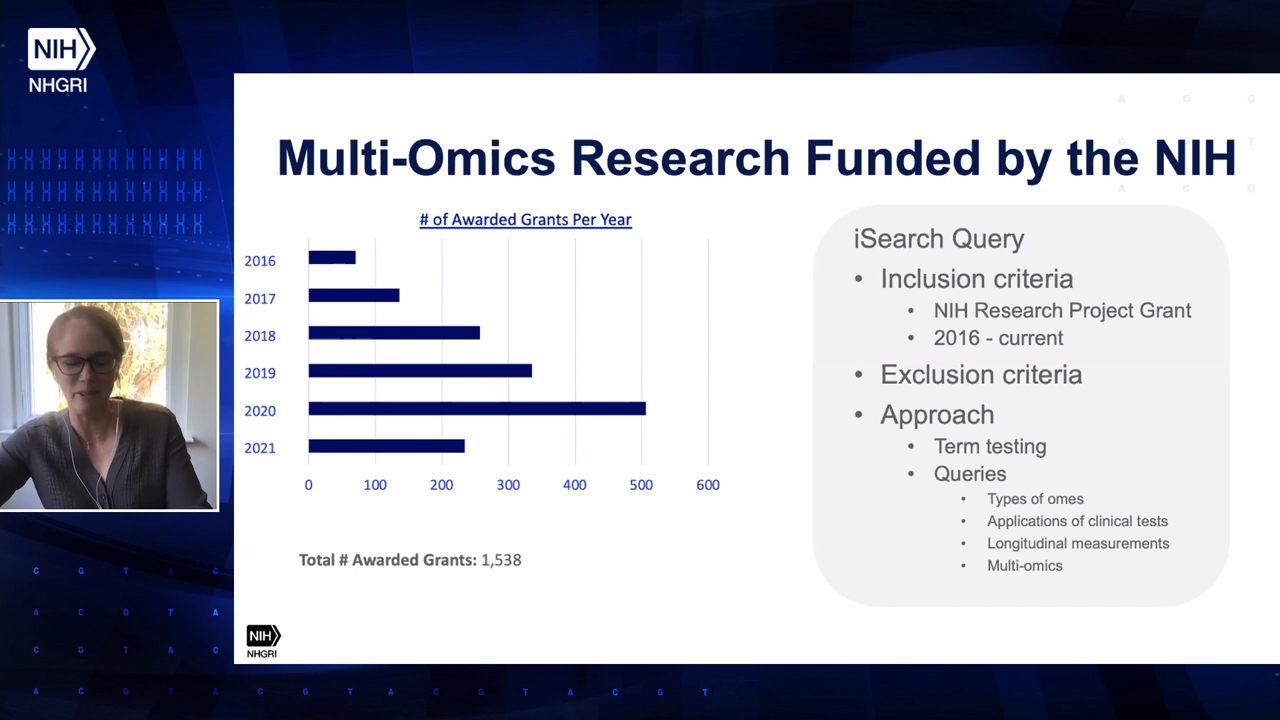 NIH
NHGRI
Multi-Omics Research Funded by the NIH
# of Awarded Grants Per Year
2016
2017
2018
2019
2020
2021
0 100 200 300 400 500 600
Total # Awarded Grants: 1,538
iSearch Query
• Inclusion criteria
• NIH Research Project Grant
• 2016 - current
• Exclusion criteria
• Approach
• Term testing
• Queries
• Types of omes
• Applications of clinical tests
• Longitudinal measurements
• Multi-omics
NIH
NHGRI
A C G
G T
A C G
C G T A C
A C G T A
C G T A C
A C G T A C G T A C G T A C G T